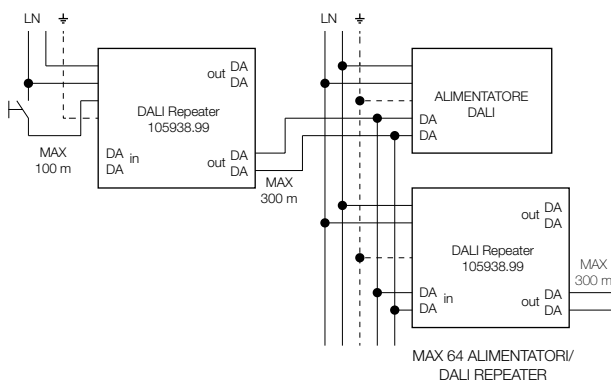 LN
LN
out DA
DA
DALI Repeater
105938.99
DA in
DA
out DA
DA
MAX
100 m
MAX
300 m
ALIMENTATORE
DALI
DA
DA
out DA
DA
DALI Repeater
105938.99
DA in
DA
out DA
DA
MAX
300 m
MAX 64 ALIMENTATORI/
DALI REPEATER